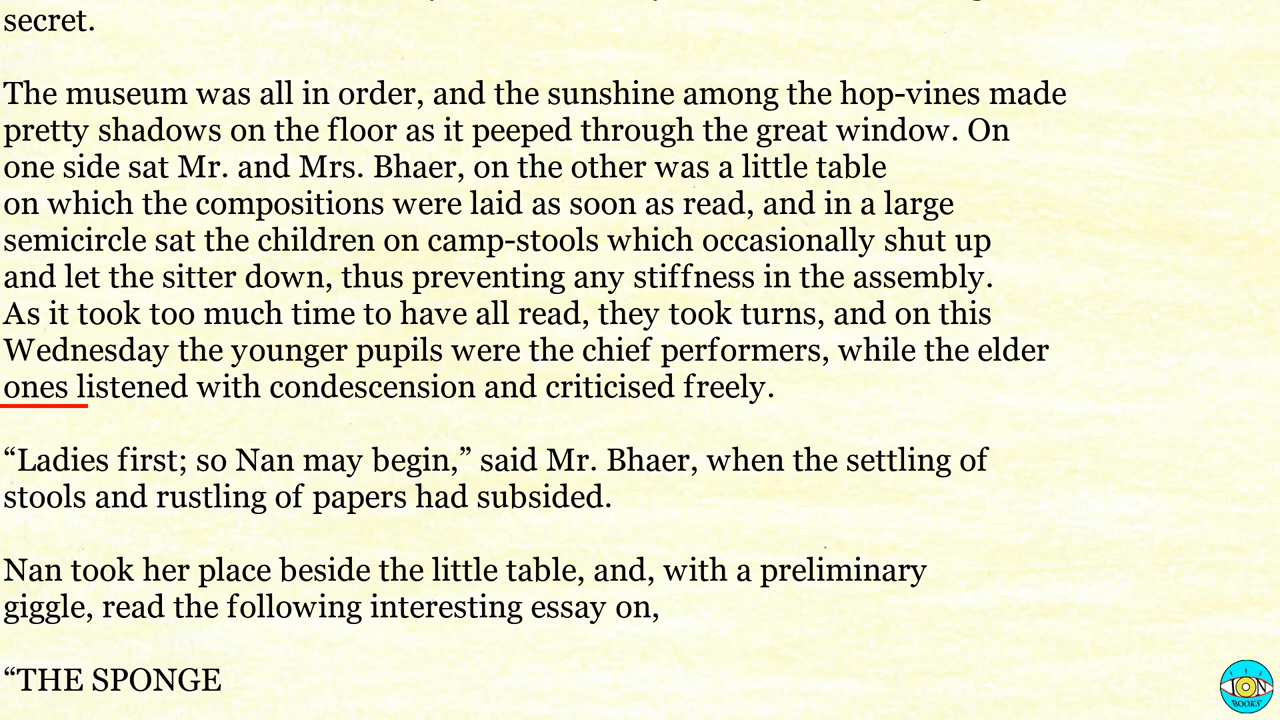 secret.
The museum was all in order, and the sunshine among the hop-vines made
pretty shadows on the floor as it peeped through the great window. On
one side sat Mr. and Mrs. Bhaer, on the other was a little table
on which the compositions were laid as soon as read, and in a large
semicircle sat the children on camp-stools which occasionally shut up
and let the sitter down, thus preventing any stiffness in the assembly.
As it took too much time to have all read, they took turns, and on this
Wednesday the younger pupils were the chief performers, while the elder
ones listened with condescension and criticised freely.
“Ladies first; so Nan may begin,” said Mr. Bhaer, when the settling of
stools and rustling of papers had subsided.
Nan took her place beside the little table, and, with a preliminary
giggle, read the following interesting essay on,
“THE SPONGE
ION
BOOKS